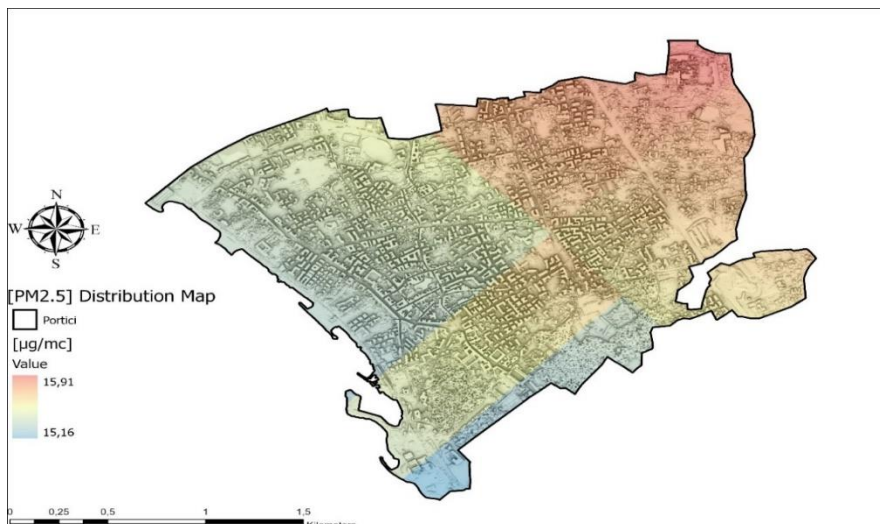 N
W E
S
[PM2.5] Distribution Map
Portici
[µg/mc]
Value
15,91
15,16
0 0,25 0,5 1 1,5
Kilometers